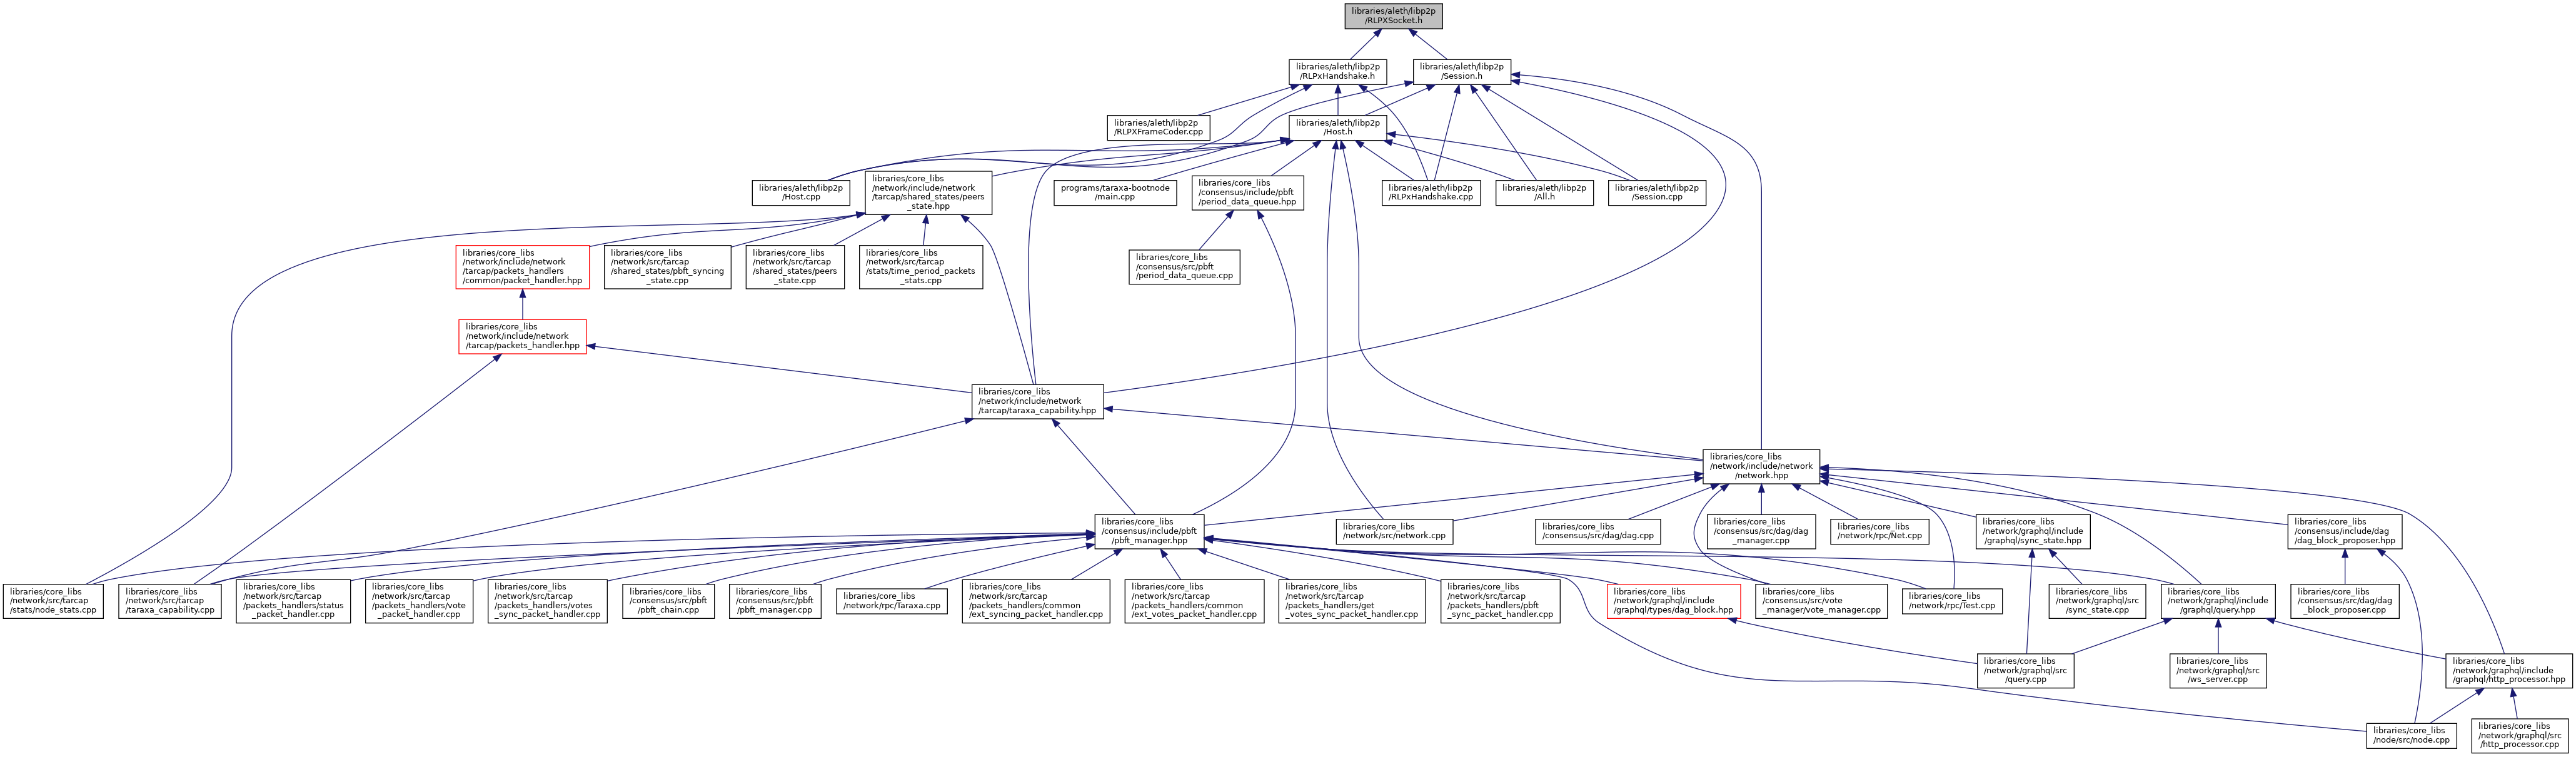 libraries/aleth/libp2p
/RLPXSocket.h
libraries/aleth/libp2p
/RLPxHandshake.h
libraries/aleth/libp2p
/Session.h
libraries/aleth/libp2p
/RLPXFrameCoder.cpp
libraries/aleth/libp2p
/Host.h
libraries/aleth/libp2p
/Host.cpp
libraries/core_libs
/network/include/network
/tarcap/shared_states/peers
_state.hpp
programs/taraxa-bootnode
/main.cpp
libraries/core_libs
/consensus/include/pbft
/period_data_queue.hpp
libraries/aleth/libp2p
/RLPxHandshake.cpp
libraries/aleth/libp2p
/All.h
libraries/aleth/libp2p
/Session.cpp
libraries/core_libs
/network/include/network
/tarcap/packets_handlers
/common/packet_handler.hpp
libraries/core_libs
/network/src/tarcap
/shared_states/pbft_syncing
_state.cpp
libraries/core_libs
/network/src/tarcap
/shared_states/peers
_state.cpp
libraries/core_libs
/network/src/tarcap
/stats/time_period_packets
_stats.cpp
libraries/core_libs
/consensus/src/pbft
/period_data_queue.cpp
libraries/core_libs
/network/include/network
/tarcap/packets_handler.hpp
libraries/core_libs
/network/include/network
/tarcap/taraxa_capability.hpp
libraries/core_libs
/network/include/network
/network.hpp
libraries/core_libs
/consensus/include/pbft
/pbft_manager.hpp
libraries/core_libs
/network/src/network.cpp
libraries/core_libs
/consensus/src/dag/dag.cpp
libraries/core_libs
/consensus/src/dag/dag
_manager.cpp
libraries/core_libs
/network/rpc/Net.cpp
libraries/core_libs
/network/graphql/include
/graphql/sync_state.hpp
libraries/core_libs
/consensus/include/dag
/dag_block_proposer.hpp
libraries/core_libs
/network/src/tarcap
/stats/node_stats.cpp
libraries/core_libs
/network/src/tarcap
/taraxa_capability.cpp
libraries/core_libs
/network/src/tarcap
/packets_handlers/status
_packet_handler.cpp
libraries/core_libs
/network/src/tarcap
/packets_handlers/vote
_packet_handler.cpp
libraries/core_libs
/network/src/tarcap
/packets_handlers/votes
_sync_packet_handler.cpp
libraries/core_libs
/consensus/src/pbft
/pbft_chain.cpp
libraries/core_libs
/consensus/src/pbft
/pbft_manager.cpp
libraries/core_libs
/network/rpc/Taraxa.cpp
libraries/core_libs
/network/src/tarcap
/packets_handlers/common
/ext_syncing_packet_handler.cpp
libraries/core_libs
/network/src/tarcap
/packets_handlers/common
/ext_votes_packet_handler.cpp
libraries/core_libs
/network/src/tarcap
/packets_handlers/get
_votes_sync_packet_handler.cpp
libraries/core_libs
/network/src/tarcap
/packets_handlers/pbft
_sync_packet_handler.cpp
libraries/core_libs
/network/graphql/include
/graphql/types/dag_block.hpp
libraries/core_libs
/consensus/src/vote
_manager/vote_manager.cpp
libraries/core_libs
/network/rpc/Test.cpp
libraries/core_libs
/network/graphql/src
/sync_state.cpp
libraries/core_libs
/network/graphql/include
/graphql/query.hpp
libraries/core_libs
/consensus/src/dag/dag
_block_proposer.cpp
libraries/core_libs
/network/graphql/src
/query.cpp
libraries/core_libs
/network/graphql/src
/ws_server.cpp
libraries/core_libs
/network/graphql/include
/graphql/http_processor.hpp
libraries/core_libs
/node/src/node.cpp
libraries/core_libs
/network/graphql/src
/http_processor.cpp